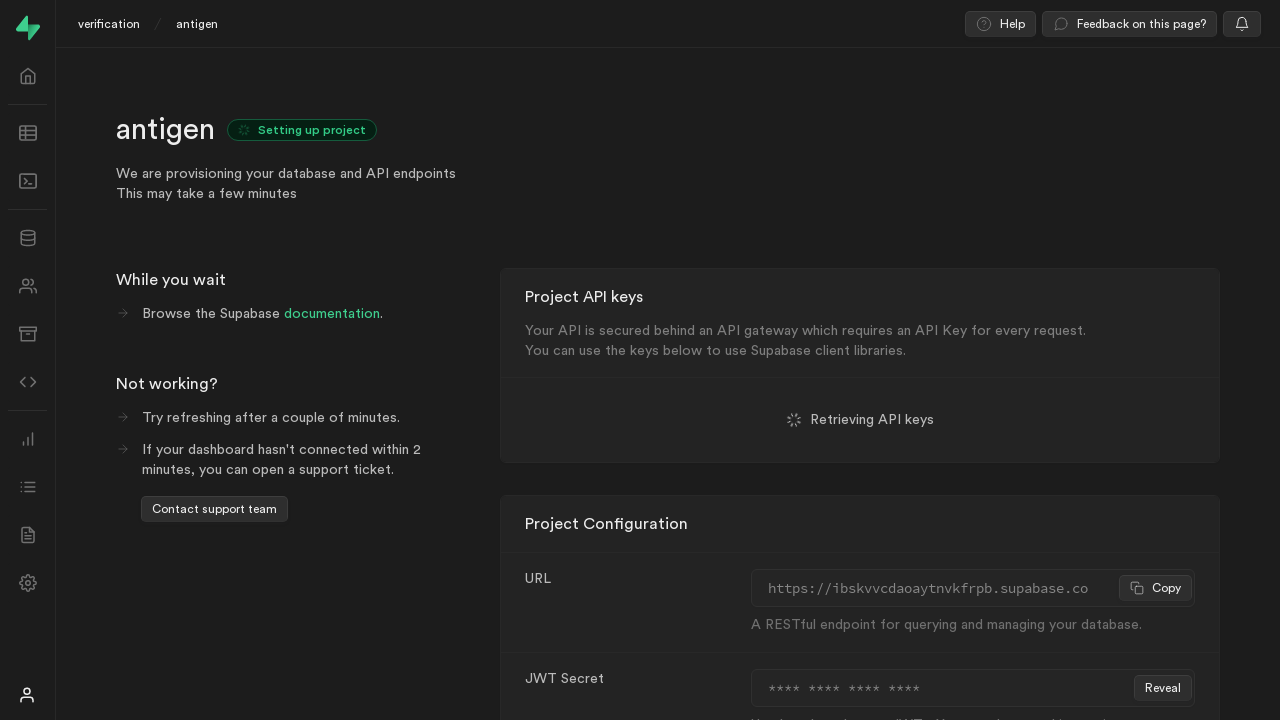 verification / antigen
Help
Feedback on this page?
antigen
Setting up project
We are provisioning your database and API endpoints
This may take a few minutes
While you wait
Browse the Supabase documentation.
Not working?
Try refreshing after a couple of minutes.
If your dashboard hasn't connected within 2
minutes, you can open a support ticket.
Contact support team
Project API keys
Your API is secured behind an API gateway which requires an API Key for every request.
You can use the keys below to use Supabase client libraries.
Retrieving API keys
Project Configuration
URL
https://ibskvvcdaoaytnvkfrpb.supabase.co
Copy
A RESTful endpoint for querying and managing your database.
JWT Secret
**** **** **** ****
Reveal